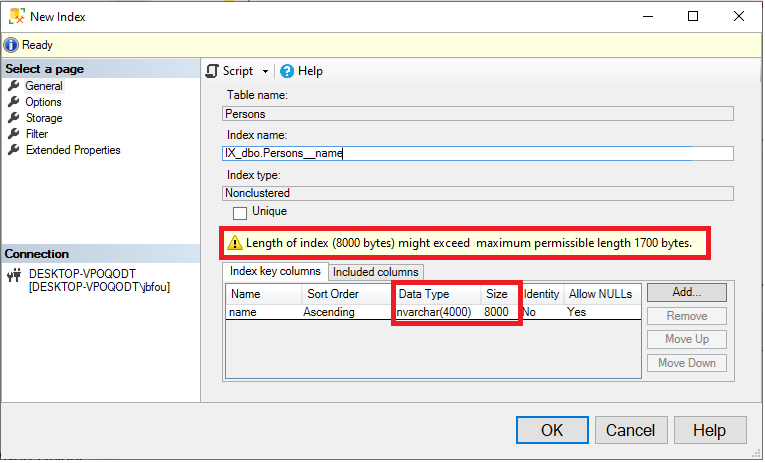 New Index
Ready
Select a page
General
Options
Storage
Filter
Extended Properties
Connection
DESKTOP-VPOQODT
[DESKTOP-VPOQODT\jbfou]
Script Help
Table name:
Persons
Index name:
IX_dbo.Persons__name
Index type:
Nonclustered
Unique
Length of index (8000 bytes) might exceed maximum permissible length 1700 bytes.
Index key columns Included columns
Name Sort Order Data Type Size Identity Allow NULLs
name Ascending nvarchar(4000) 8000 No Yes
Add...
Remove
Move Up
Move Down
OK Cancel Help